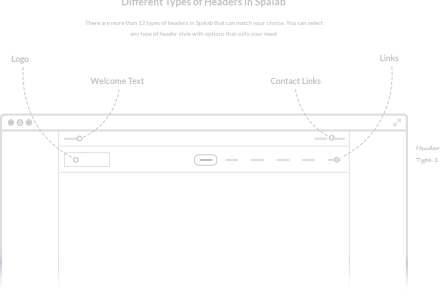 Different Types of Headers in Spalab
There are more than 12 types of headers in Spalab that can match your choice. You can select
any type of header style with options that suits your need.
Logo
Links
Welcome Text
Contact Links
Header
Type 1